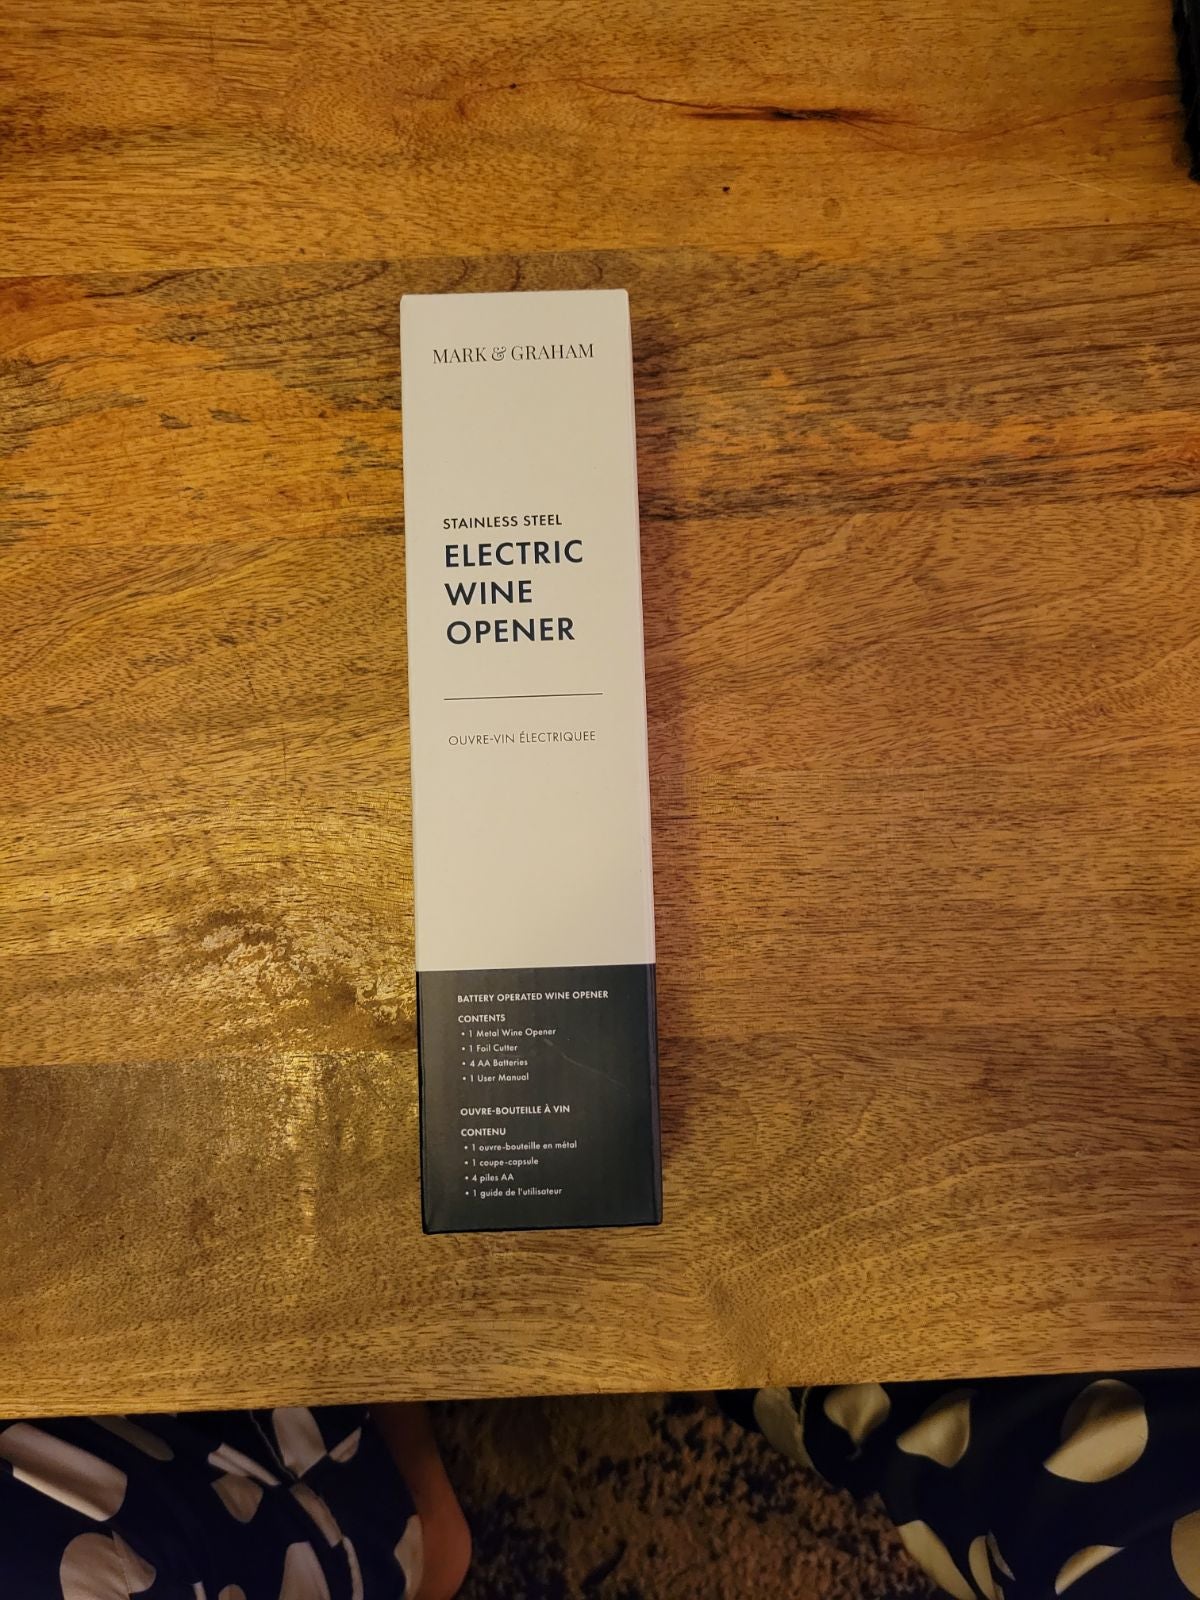 MARK & GRAHAM
STAINLESS STEEL
ELECTRIC
WINE
OPENER
OUVRE-VIN ÉLECTRIQUEE
BATTERY OPERATED WINE OPENER
CONTENTS
• 1 Metal Wine Opener
• 1 Foil Cutter
• 4 AA Batteries
• 1 User Manual
OUVRE-BOUTEILLE À VIN
CONTENU
• 1 ouvre-bouteille en métal
• 1 coupe-capsule
• 4 piles AA
• 1 guide de l'utilisateur